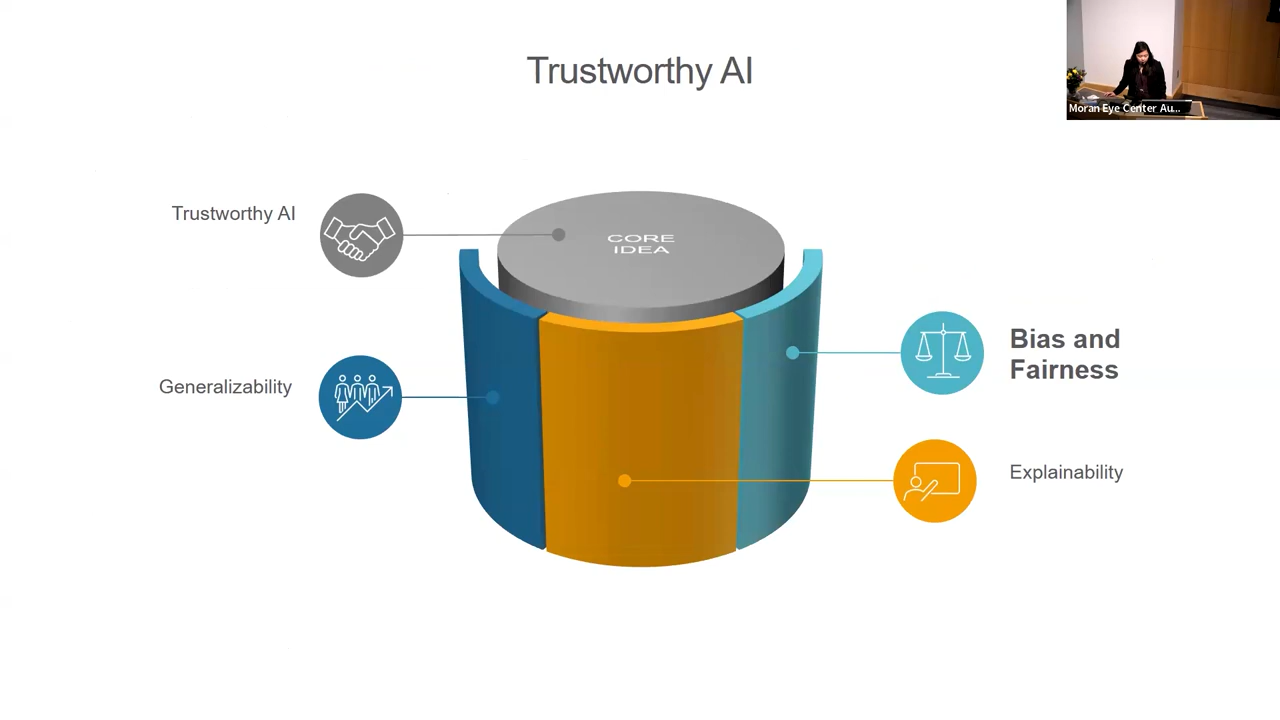 Trustworthy AI
Moran Eye Center Au...
Trustworthy AI
CORE
IDEA
Generalizability
Bias and
Fairness
Explainability